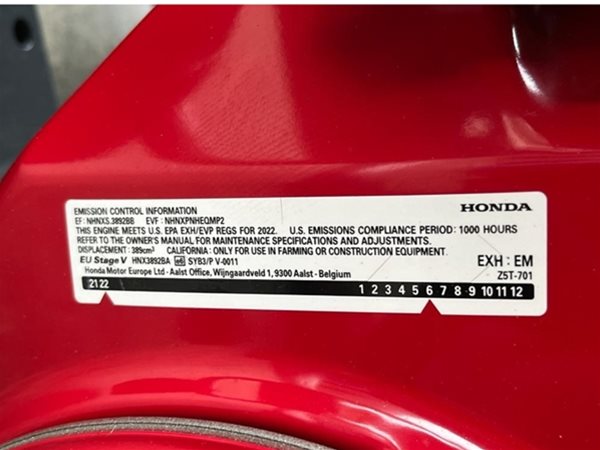 EMISSION CONTROL INFORMATION HONDA
EF: NHNXS.3892BB EVF: NHNXPNHEQMP2
THIS ENGINE MEETS U.S. EPA EXH/EVP REGS FOR 2022. U.S. EMISSIONS COMPLIANCE PERIOD: 1000 HOURS
REFER TO THE OWNER'S MANUAL FOR MAINTENANCE SPECIFICATIONS AND ADJUSTMENTS.
DISPLACEMENT: 389cm³ CALIFORNIA: ONLY FOR USE IN FARMING OR CONSTRUCTION EQUIPMENT.
EU Stage V HNX3892BA e6 SYB3/P V-0011 EXH : EM
Honda Motor Europe Ltd - Aalst Office, Wijngaardveld 1, 9300 Aalst - Belgium Z5T-701
21 22 1 2 3 4 5 6 7 8 9 10 11 12